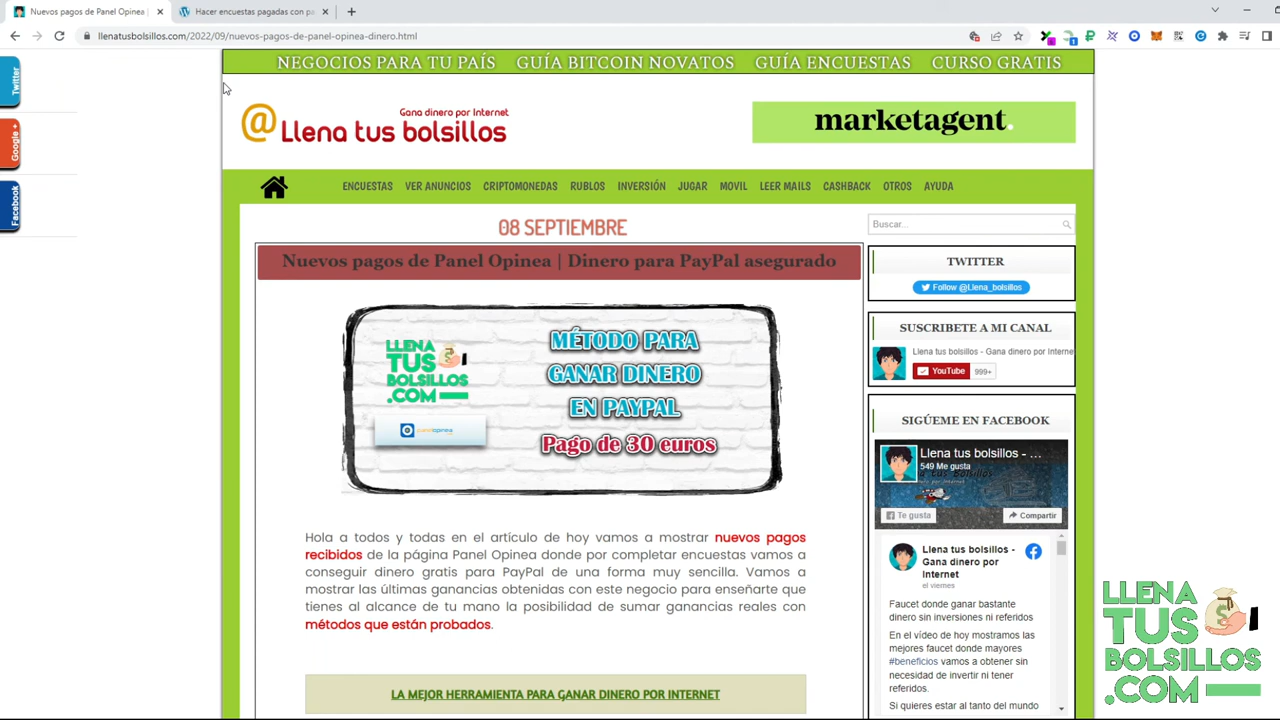 Nuevos pagos de Panel Opinea |
Hacer encuestas pagadas con pa
llenatusbolsillos.com/2022/09/nuevos-pagos-de-panel-opinea-dinero.html
Twitter
Google +
Facebook
NEGOCIOS PARA TU PAÍS GUÍA BITCOIN NOVATOS GUÍA ENCUESTAS CURSO GRATIS
@ Gana dinero por Internet
Llena tus bolsillos
marketagent.
ENCUESTAS VER ANUNCIOS CRIPTOMONEDAS RUBLOS INVERSIÓN JUGAR MOVIL LEER MAILS CASHBACK OTROS AYUDA
08 SEPTIEMBRE
Nuevos pagos de Panel Opinea | Dinero para PayPal asegurado
LLENA
TUS
BOLSILLOS
.COM
MÉTODO PARA
GANAR DINERO
EN PAYPAL
Pago de 30 euros
Hola a todos y todas en el artículo de hoy vamos a mostrar nuevos pagos
recibidos de la página Panel Opinea donde por completar encuestas vamos a
conseguir dinero gratis para PayPal de una forma muy sencilla. Vamos a
mostrar las últimas ganancias obtenidas con este negocio para enseñarte que
tienes al alcance de tu mano la posibilidad de sumar ganancias reales con
métodos que están probados.
LA MEJOR HERRAMIENTA PARA GANAR DINERO POR INTERNET
Buscar...
TWITTER
Follow @Llena_bolsillos
SUSCRIBETE A MI CANAL
Llena tus bolsillos - Gana dinero por Interne
YouTube 999+
SIGÚEME EN FACEBOOK
Llena tus bolsillos - ...
549 Me gusta
Te gusta
Compartir
Llena tus bolsillos -
Gana dinero por
Internet
el viernes
Faucet donde ganar bastante
dinero sin inversiones ni referidos
En el vídeo de hoy mostramos las
mejores faucet donde mayores
#beneficios vamos a obtener sin
necesidad de invertir ni tener
referidos.
Si quieres estar al tanto del mundo
LLENA
TUS
BOLSILLOS
.COM